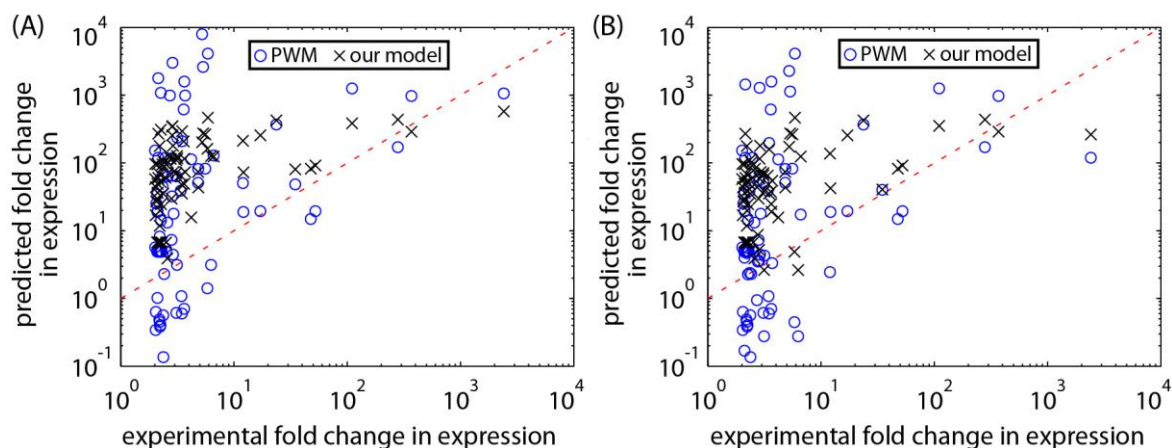 (A)
10^4
10^3
10^2
10^1
10^0
10^-1
predicted fold change
in expression
PWM × our model
10^0 10^1 10^2 10^3 10^4
experimental fold change in expression
(B)
10^4
10^3
10^2
10^1
10^0
10^-1
predicted fold change
in expression
PWM × our model
10^0 10^1 10^2 10^3 10^4
experimental fold change in expression